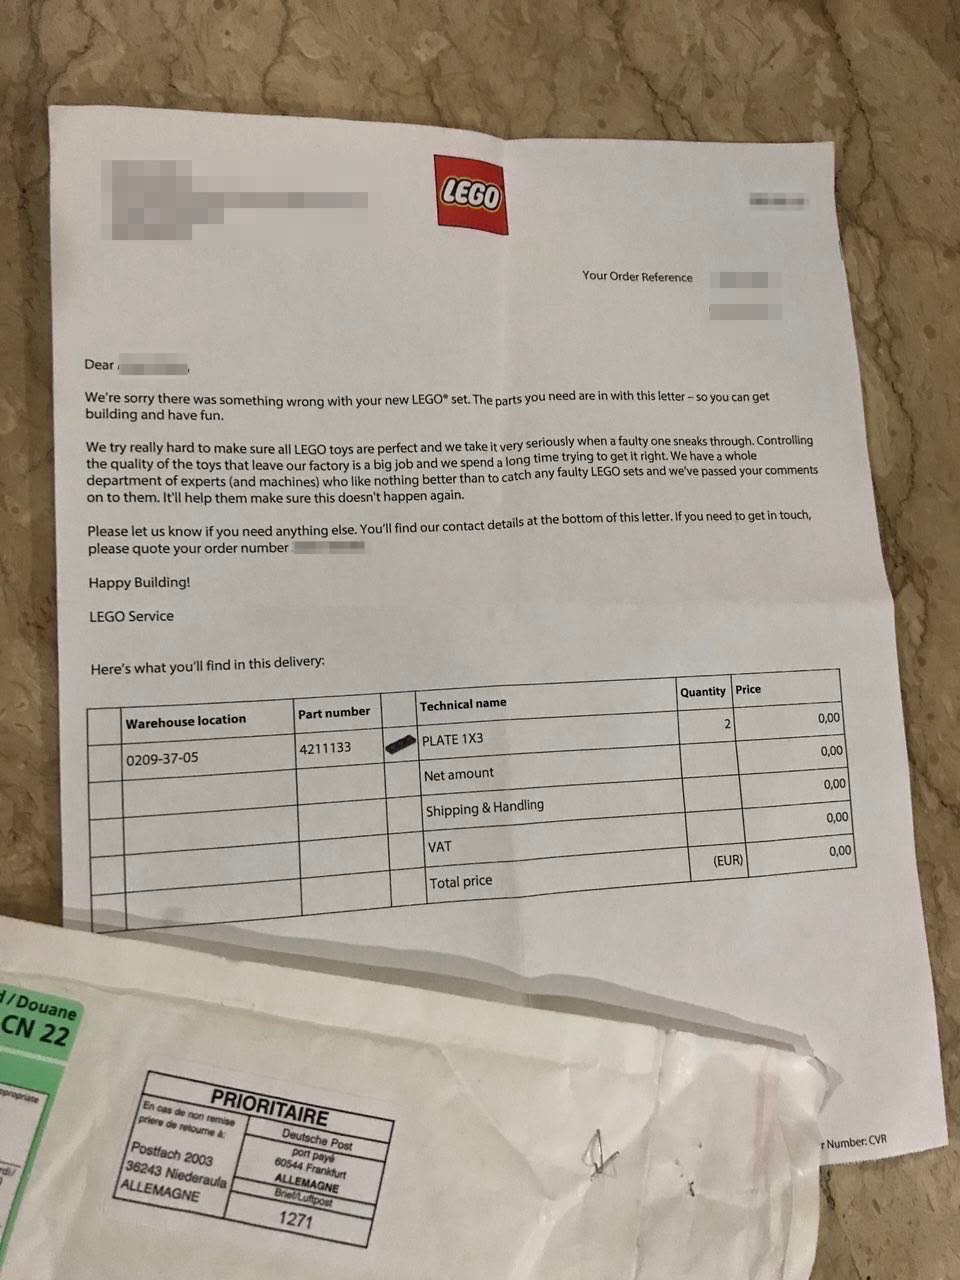 LEGO
Your Order Reference
Dear
We're sorry there was something wrong with your new LEGO® set. The parts you need are in with this letter – so you can get
building and have fun.
We try really hard to make sure all LEGO toys are perfect and we take it very seriously when a faulty one sneaks through. Controlling
the quality of the toys that leave our factory is a big job and we spend a long time trying to get it right. We have a whole
department of experts (and machines) who like nothing better than to catch any faulty LEGO sets and we've passed your comments
on to them. It'll help them make sure this doesn't happen again.
Please let us know if you need anything else. You'll find our contact details at the bottom of this letter. If you need to get in touch,
please quote your order number
Happy Building!
LEGO Service
Here's what you'll find in this delivery:
Warehouse location Part number Technical name Quantity Price
0209-37-05 4211133 PLATE 1X3 2 0,00
Net amount 0,00
Shipping & Handling 0,00
VAT 0,00
Total price (EUR) 0,00
r Number: CVR
/ Douane
CN 22
PRIORITAIRE
En cas de non remise
priere de retourne à:
Postfach 2003
36243 Niederaula
ALLEMAGNE
Deutsche Post
port payé
60544 Frankfurt
ALLEMAGNE
Brief/Luftpost
1271